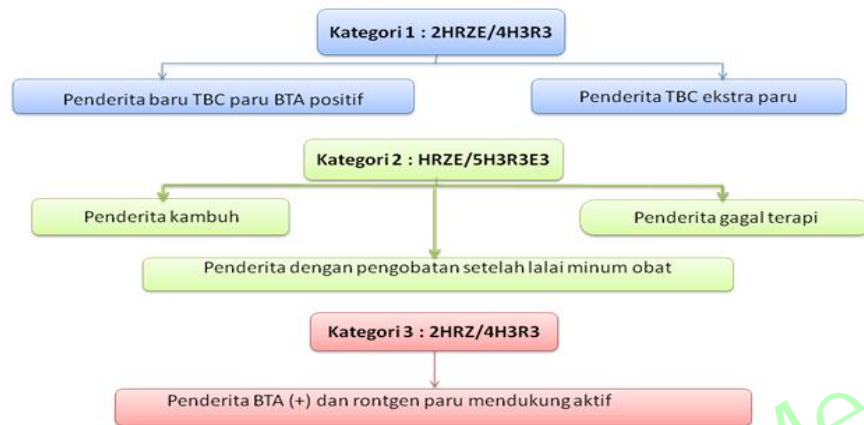 Kategori 1 : 2HRZE/4H3R3
Penderita baru TBC paru BTA positif
Penderita TBC ekstra paru
Kategori 2 : HRZE/5H3R3E3
Penderita kambuh
Penderita gagal terapi
Penderita dengan pengobatan setelah lalai minum obat
Kategori 3 : 2HRZ/4H3R3
Penderita BTA (+) dan rontgen paru mendukung aktif